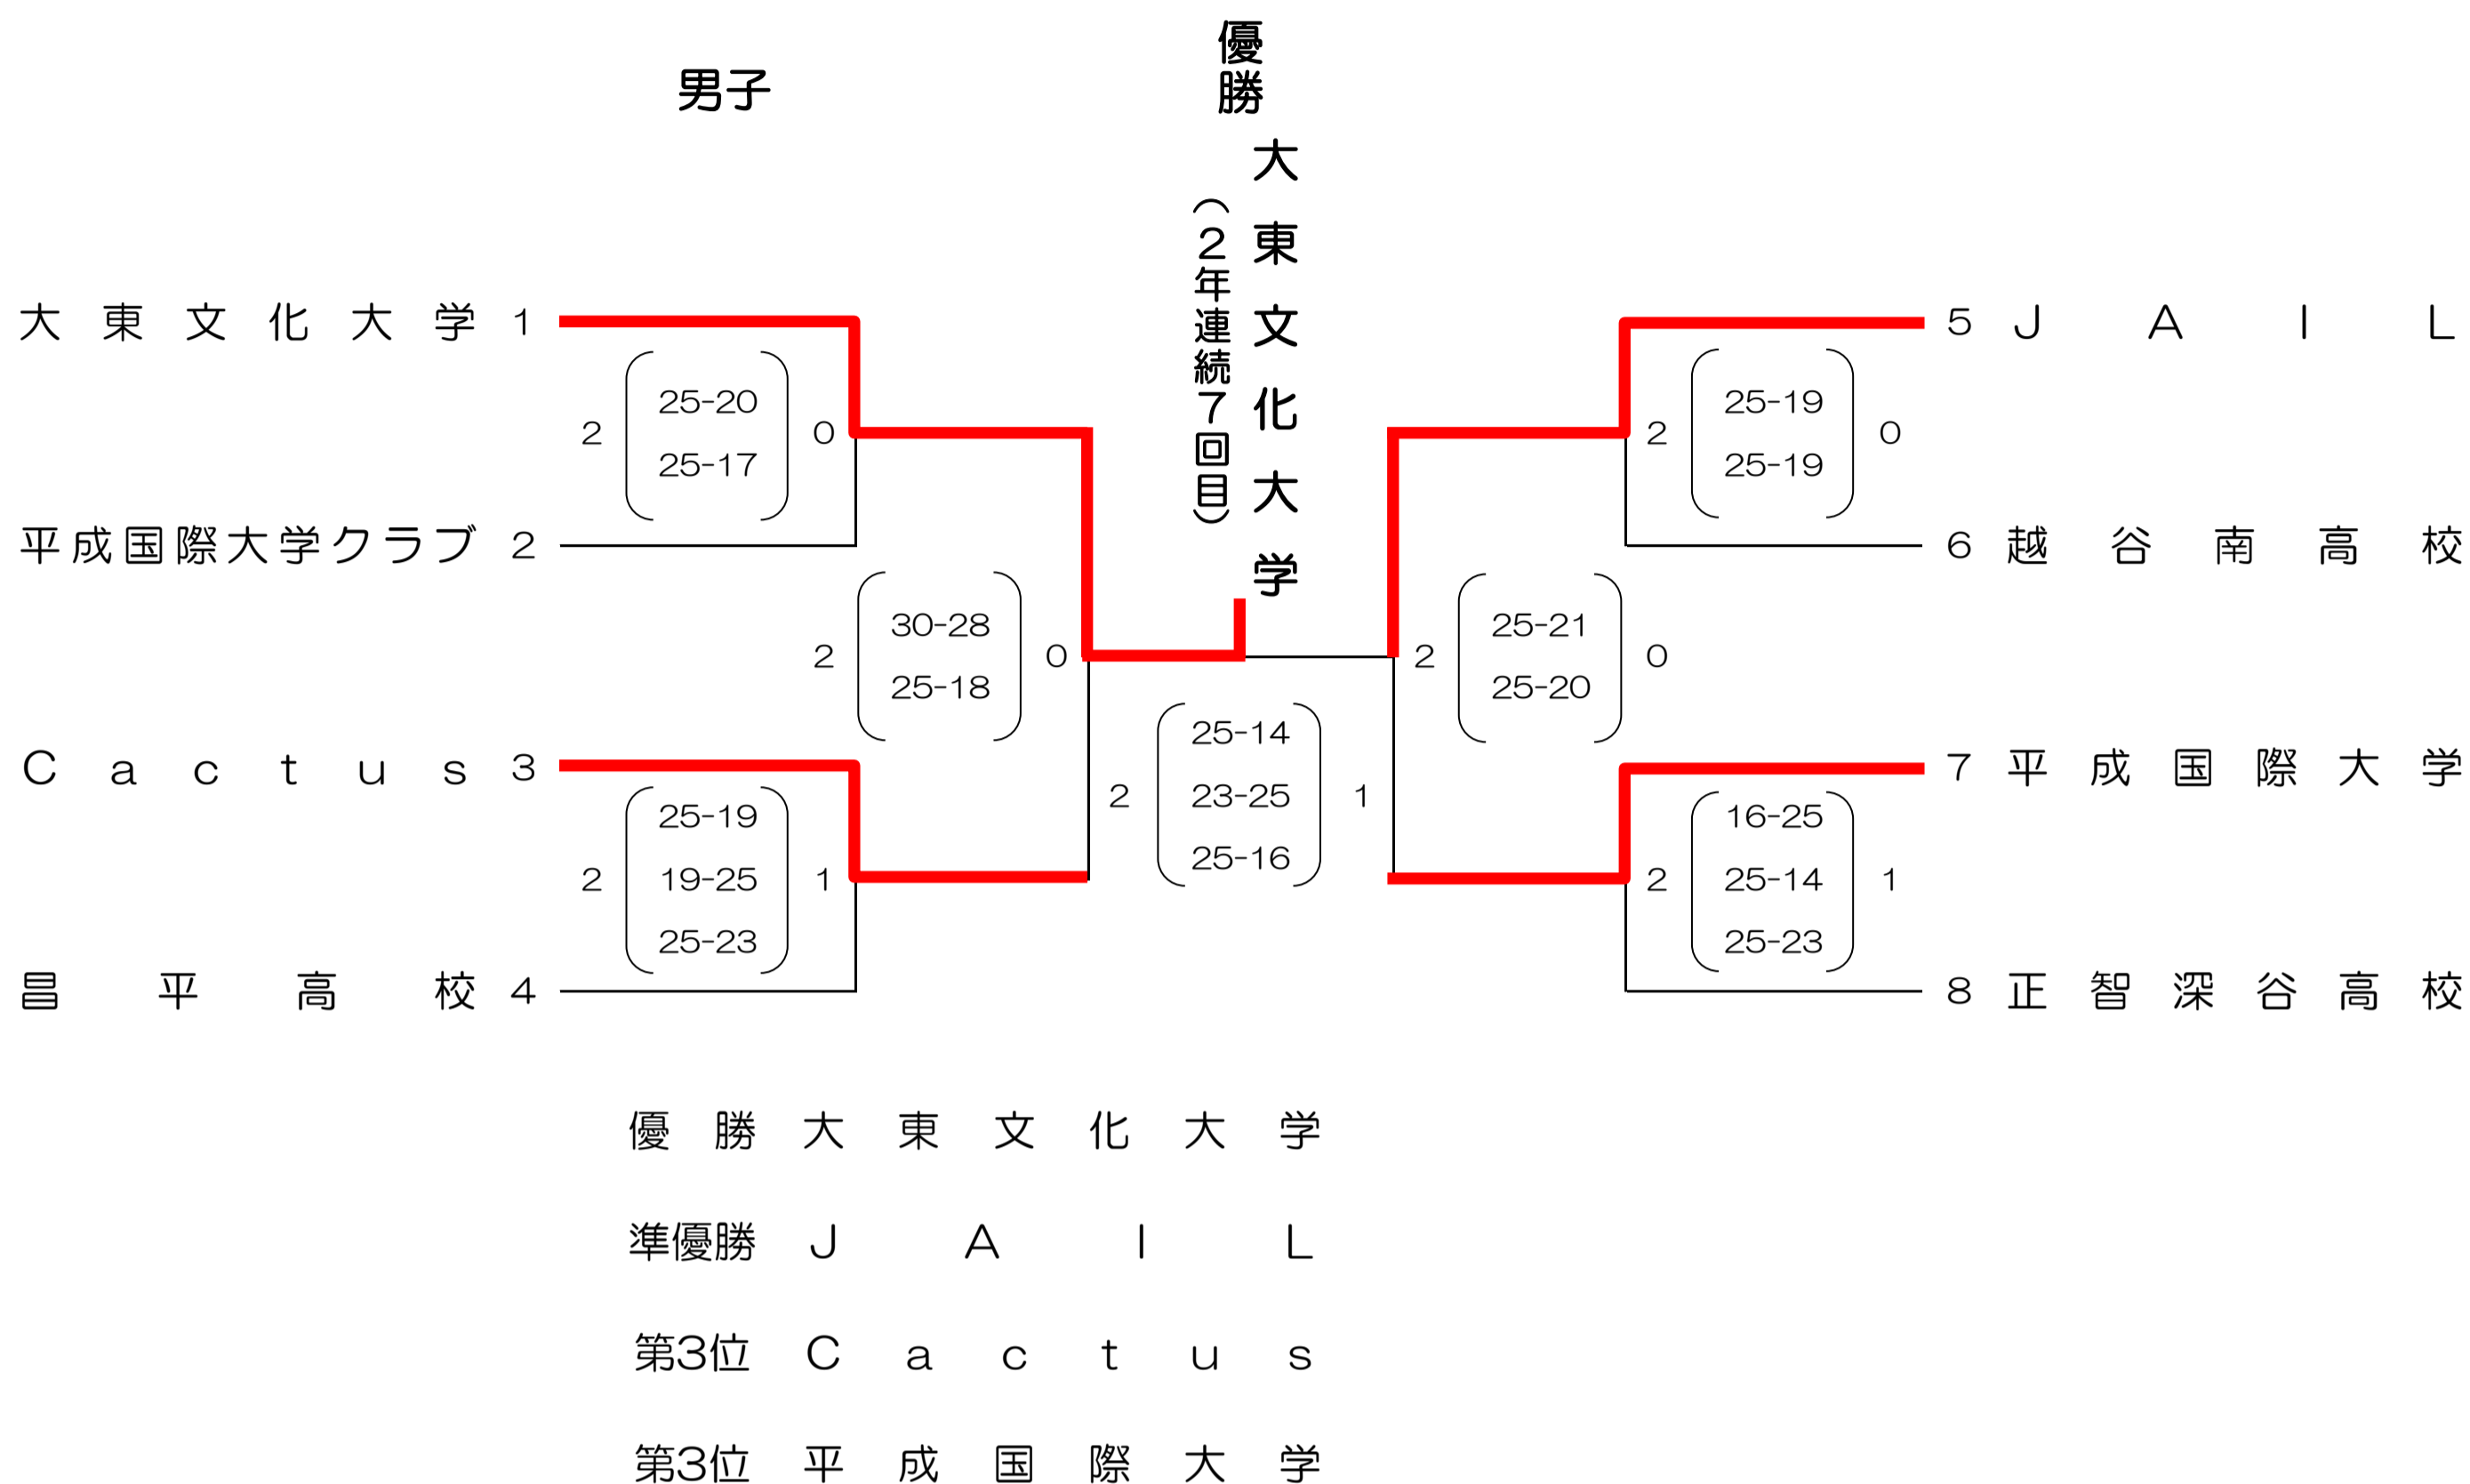 男子
優勝
大東文化大学
（２年連続７回目）
大東文化大学 1
平成国際大学クラブ 2
Cactus 3
昌平高校 4
5 JAIL
6 越谷南高校
7 平成国際大学
8 正智深谷高校
2 25-20 0
25-17
2 25-19 1
19-25
25-23
2 30-28 0
25-18
2 25-14 1
23-25
25-16
2 25-21 0
25-20
2 25-19 0
25-19
2 16-25 1
25-14
25-23
優勝 大東文化大学
準優勝 JAIL
第3位 Cactus
第3位 平成国際大学